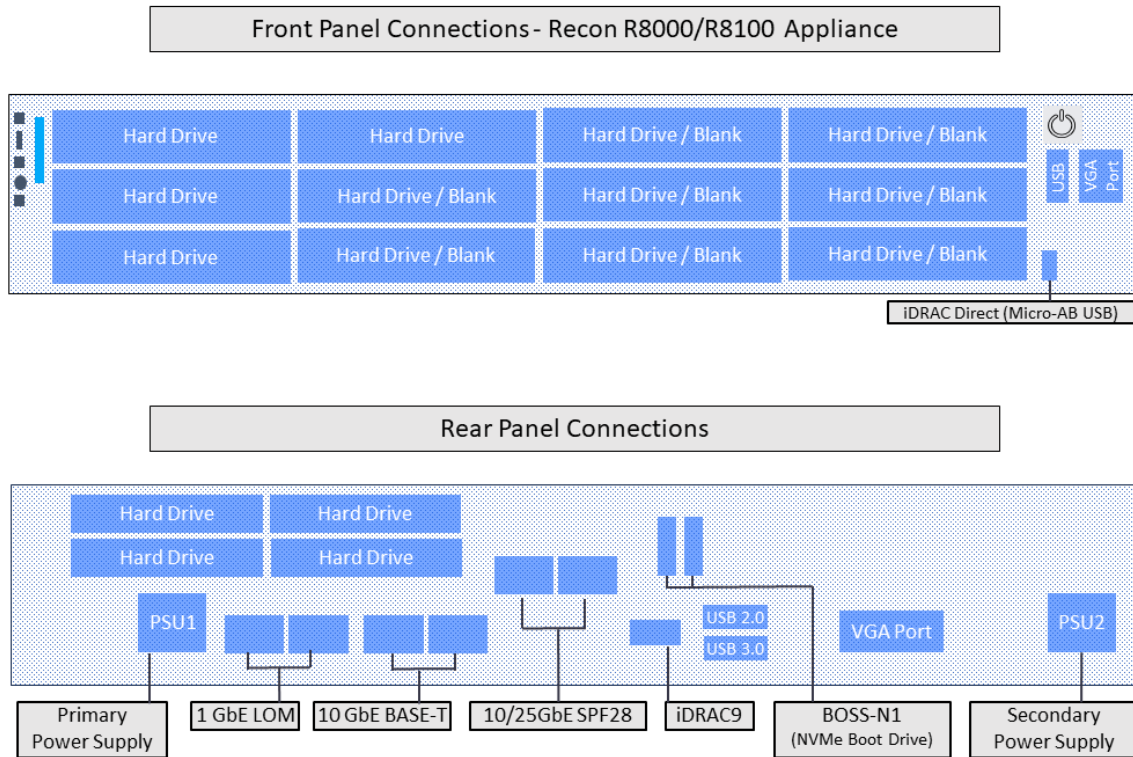 Front Panel Connections - Recon R8000/R8100 Appliance
Hard Drive
Hard Drive
Hard Drive / Blank
Hard Drive / Blank
Hard Drive
Hard Drive / Blank
Hard Drive / Blank
Hard Drive / Blank
Hard Drive
Hard Drive / Blank
Hard Drive / Blank
Hard Drive / Blank
USB
VGA
Port
iDRAC Direct (Micro-AB USB)
Rear Panel Connections
Hard Drive
Hard Drive
Hard Drive
Hard Drive
PSU1
USB 2.0
USB 3.0
VGA Port
PSU2
Primary
Power Supply
1 GbE LOM
10 GbE BASE-T
10/25GbE SPF28
iDRAC9
BOSS-N1
(NVMe Boot Drive)
Secondary
Power Supply